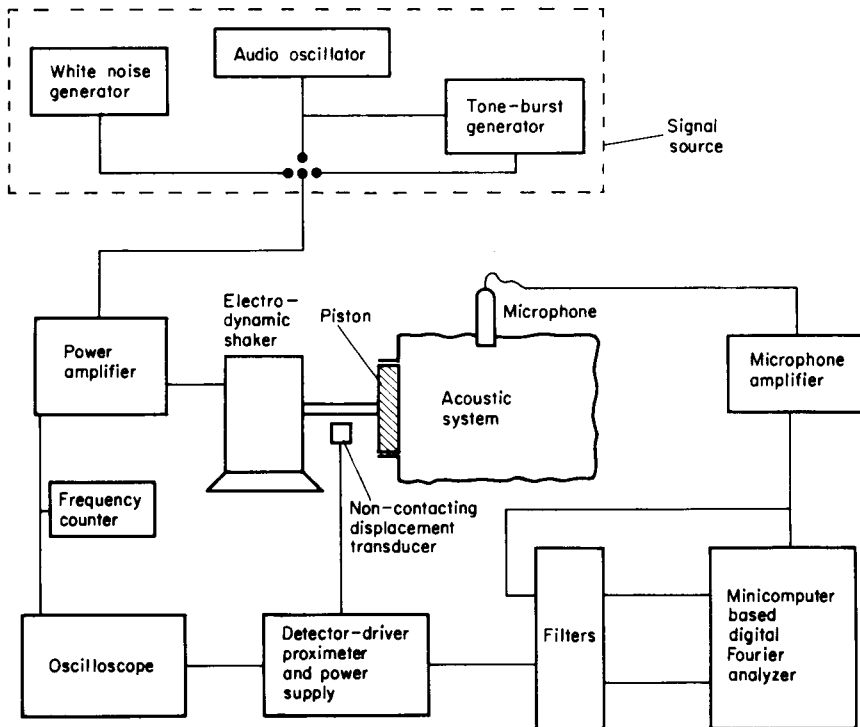 White noise
generator
Audio oscillator
Tone-burst
generator
Signal
source
Power
amplifier
Electro-
dynamic
shaker
Piston
Microphone
Acoustic
system
Microphone
amplifier
Frequency
counter
Non-contacting
displacement
transducer
Oscilloscope
Detector-driver
proximeter
and power
supply
Filters
Minicomputer
based
digital
Fourier
analyzer